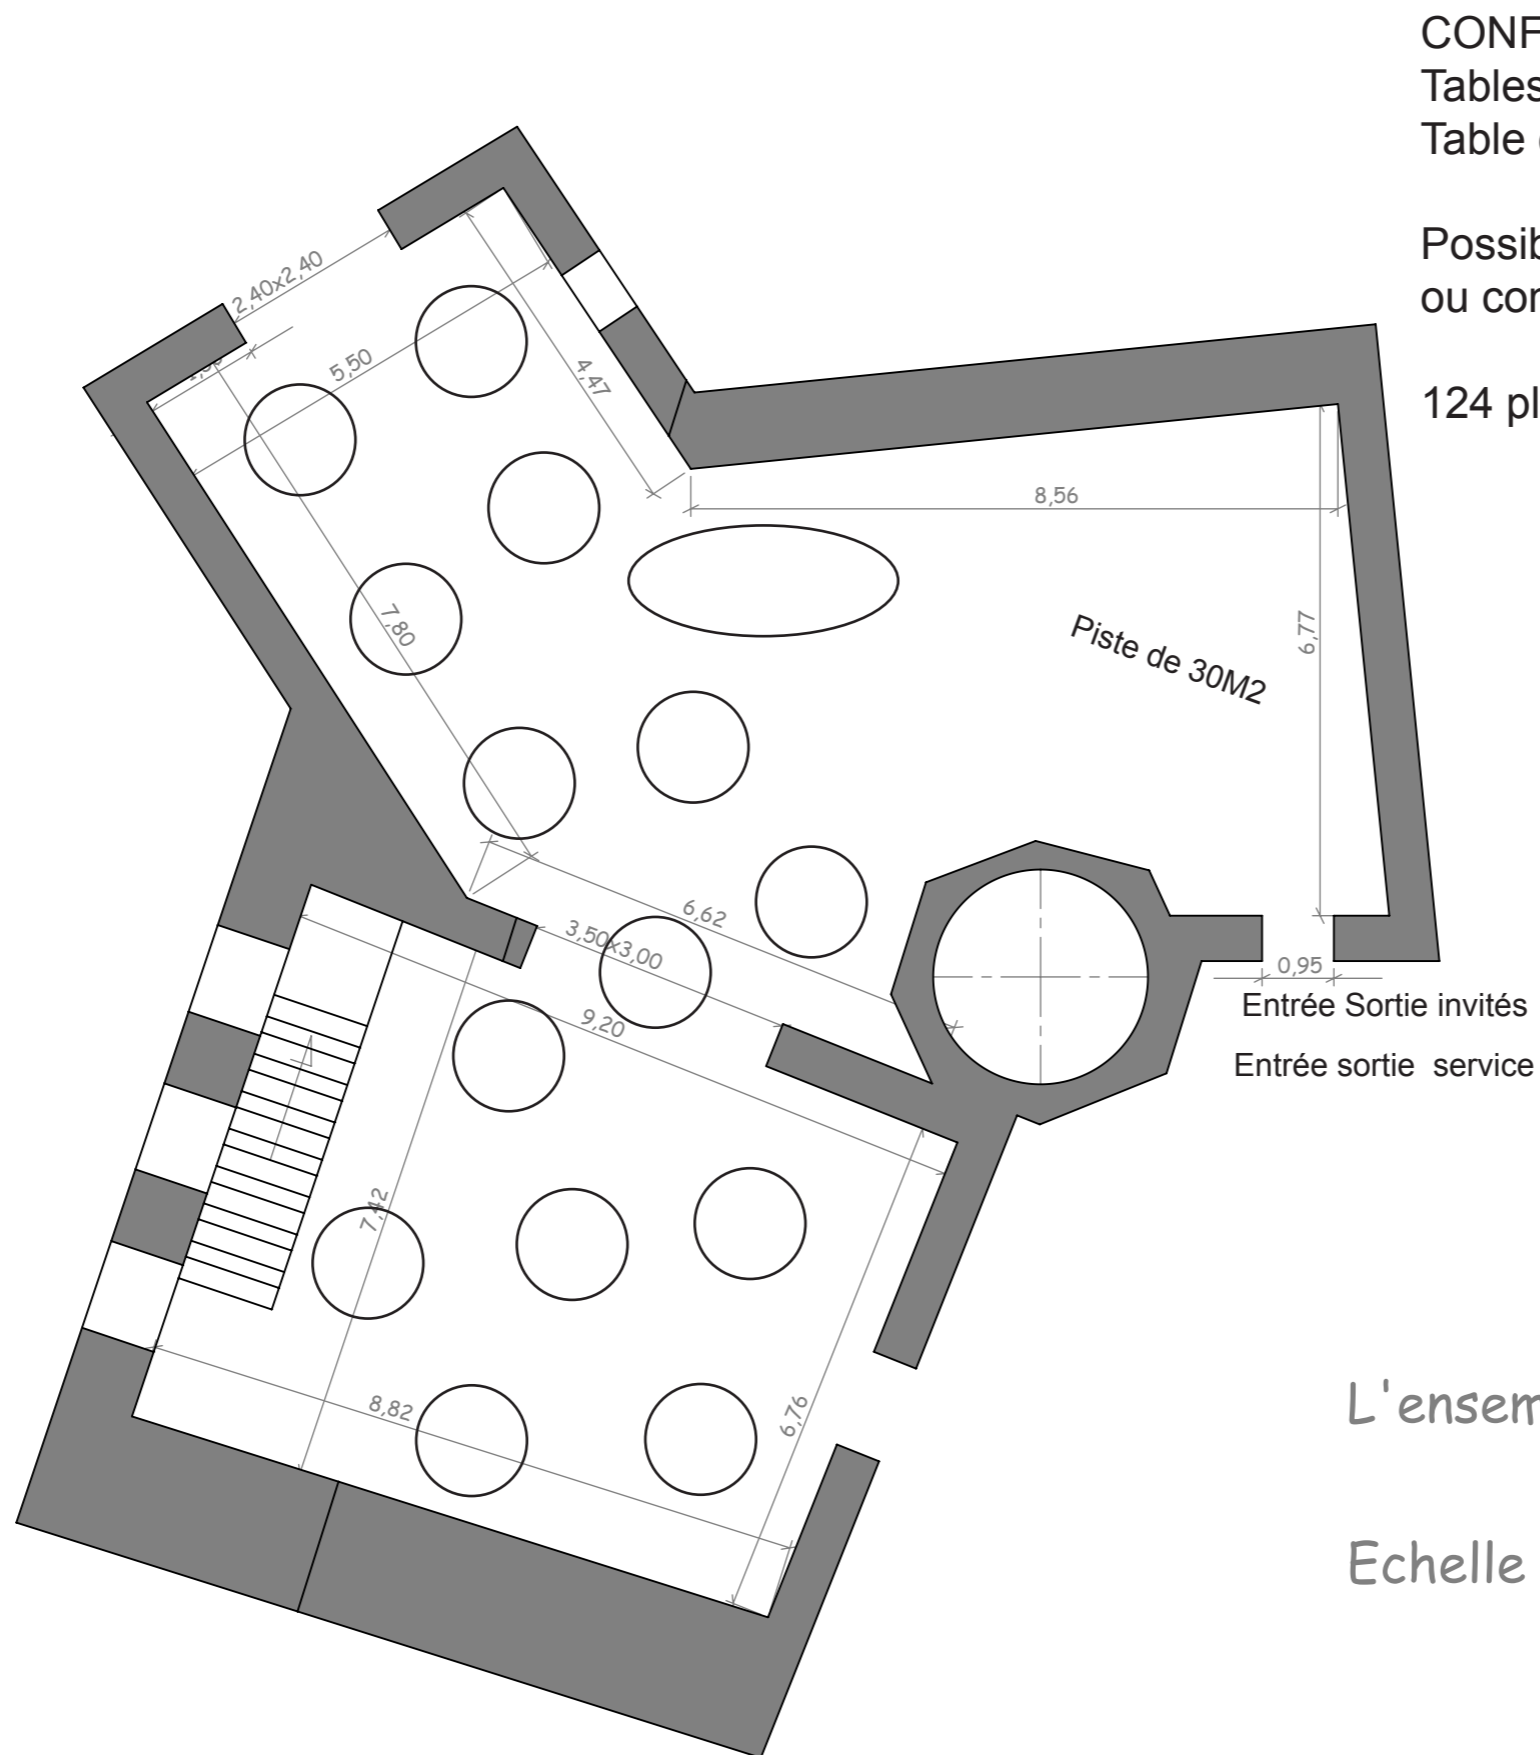 CONF
Tables
Table
Possib
ou con
124 pl
2,40x2,40
5,50
4,47
8,56
7,80
6,77
Piste de 30M2
6,62
3,50x3,00
9,20
0,95
Entrée Sortie invités
Entrée sortie service
7,42
6,76
8,82
L'ensem
Echelle